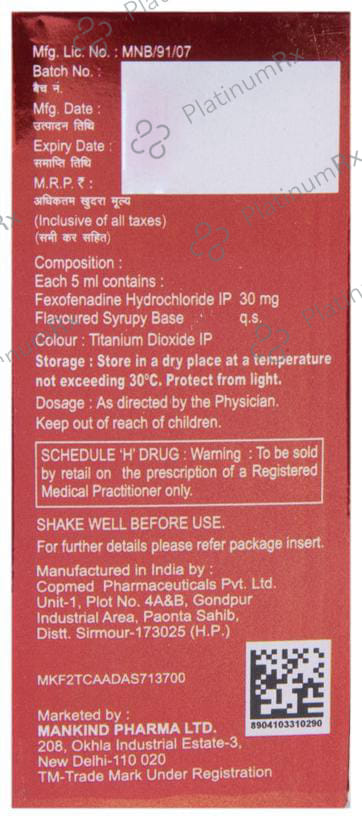 Mfg. Lic. No. : MNB/91/07
Batch No. :
बैच न.
Mfg. Date :
उत्पादन तिथि
Expiry Date :
समाप्ति तिथि
M.R.P. ₹ :
अधिकतम खुदरा मूल्य
(Inclusive of all taxes)
(सभी कर सहित)
Composition :
Each 5 ml contains :
Fexofenadine Hydrochloride IP 30 mg
Flavoured Syrupy Base q.s.
Colour : Titanium Dioxide IP
Storage : Store in a dry place at a temperature
not exceeding 30°C. Protect from light.
Dosage : As directed by the Physician.
Keep out of reach of children.
SCHEDULE 'H' DRUG : Warning : To be sold
by retail on the prescription of a Registered
Medical Practitioner only.
SHAKE WELL BEFORE USE.
For further details please refer package insert.
Manufactured in India by :
Copmed Pharmaceuticals Pvt. Ltd.
Unit-1, Plot No. 4A&B, Gondpur
Industrial Area, Paonta Sahib,
Distt. Sirmour-173025 (H.P.)
MKF2TCAADAS713700
8904103310290
Marketed by :
MANKIND PHARMA LTD.
208, Okhla Industrial Estate-3,
New Delhi-110 020
TM-Trade Mark Under Registration
PlatinumRx
PlatinumRx
PlatinumRx